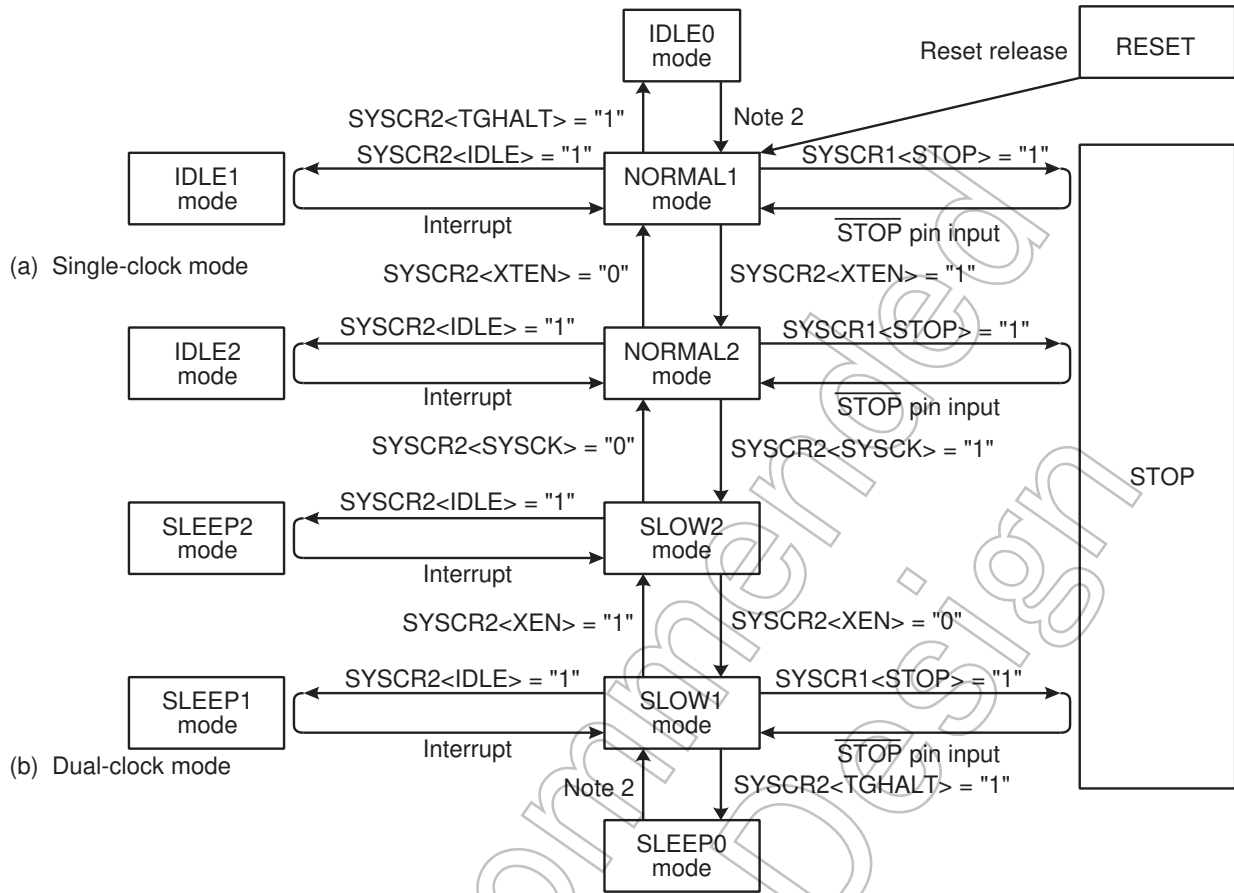 IDLE0
mode
Reset release
RESET
SYSCR2<TGHALT> = "1"
Note 2
SYSCR2<IDLE> = "1"
SYSCR1<STOP> = "1"
IDLE1
mode
NORMAL1
mode
Interrupt
STOP pin input
(a) Single-clock mode
SYSCR2<XTEN> = "0"
SYSCR2<XTEN> = "1"
SYSCR2<IDLE> = "1"
SYSCR1<STOP> = "1"
IDLE2
mode
NORMAL2
mode
Interrupt
STOP pin input
SYSCR2<SYSCK> = "0"
SYSCR2<SYSCK> = "1"
STOP
SYSCR2<IDLE> = "1"
SLEEP2
mode
SLOW2
mode
Interrupt
SYSCR2<XEN> = "1"
SYSCR2<XEN> = "0"
SYSCR2<IDLE> = "1"
SYSCR1<STOP> = "1"
SLEEP1
mode
SLOW1
mode
Interrupt
STOP pin input
(b) Dual-clock mode
Note 2
SYSCR2<TGHALT> = "1"
SLEEP0
mode
ommended
Design